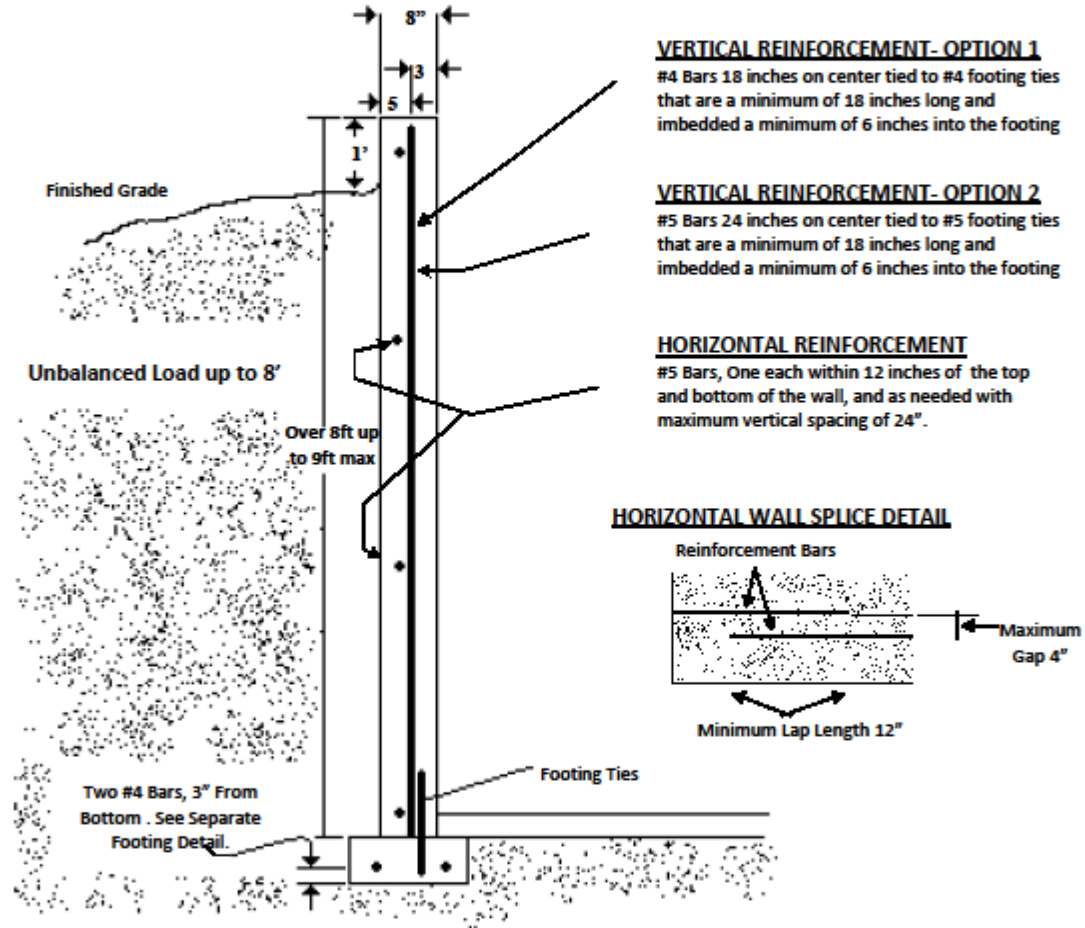 8"
3
5
1'
Finished Grade
Unbalanced Load up to 8'
Over 8ft up
to 9ft max
Two #4 Bars, 3" From
Bottom . See Separate
Footing Detail.
Footing Ties
VERTICAL REINFORCEMENT- OPTION 1
#4 Bars 18 inches on center tied to #4 footing ties
that are a minimum of 18 inches long and
imbedded a minimum of 6 inches into the footing
VERTICAL REINFORCEMENT- OPTION 2
#5 Bars 24 inches on center tied to #5 footing ties
that are a minimum of 18 inches long and
imbedded a minimum of 6 inches into the footing
HORIZONTAL REINFORCEMENT
#5 Bars, One each within 12 inches of the top
and bottom of the wall, and as needed with
maximum vertical spacing of 24".
HORIZONTAL WALL SPLICE DETAIL
Reinforcement Bars
Maximum
Gap 4"
Minimum Lap Length 12"